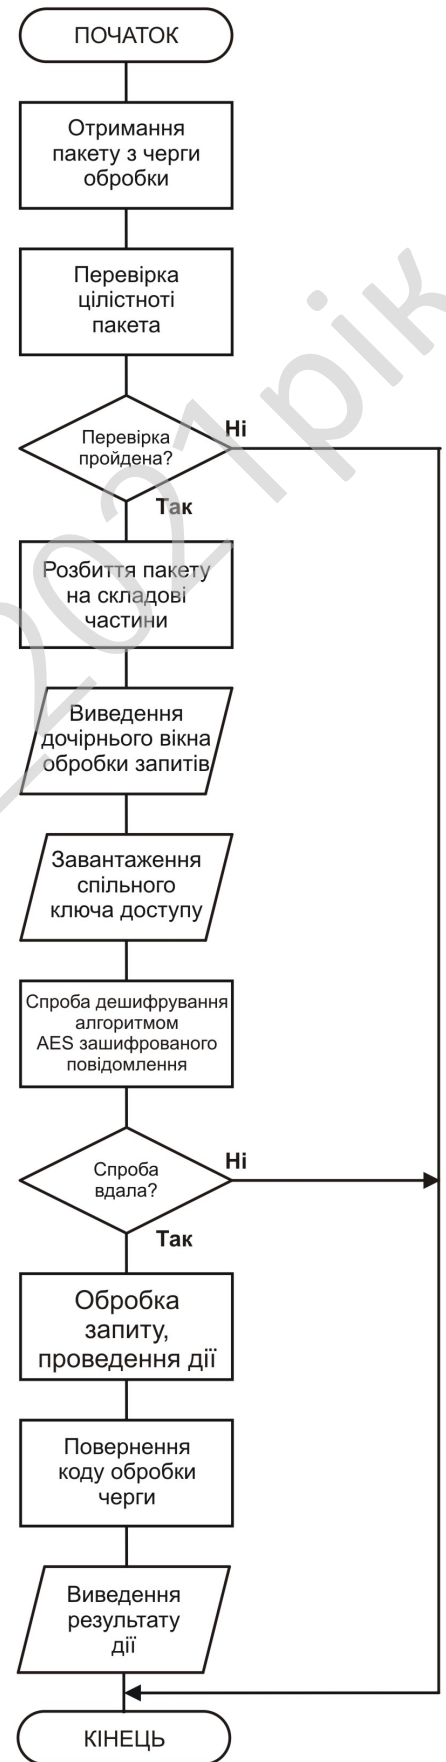 ПОЧАТОК
Отримання
пакету з черги
обробки
Перевірка
цілістноті
пакета
Перевірка
пройдена?
Ні
Так
Розбиття пакету
на складові
частини
Виведення
дочірнього вікна
обробки запитів
Завантаження
спільного
ключа доступу
Спроба дешифрування
алгоритмом
AES зашифрованого
повідомлення
Спроба
вдала?
Ні
Так
Обробка
запиту,
проведення дії
Повернення
коду обробки
черги
Виведення
результату
дії
КІНЕЦЬ
2021рік